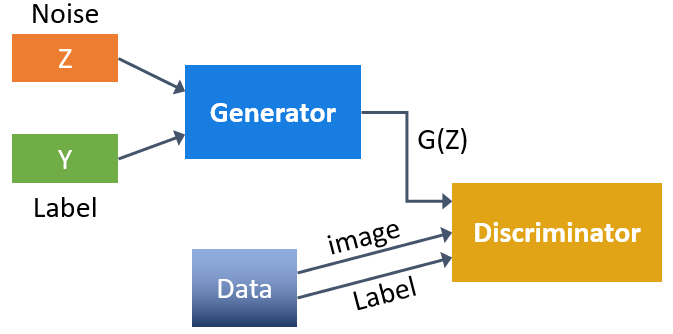 Noise
Z
Generator
Y
G(Z)
Label
Discriminator
image
Data
Label